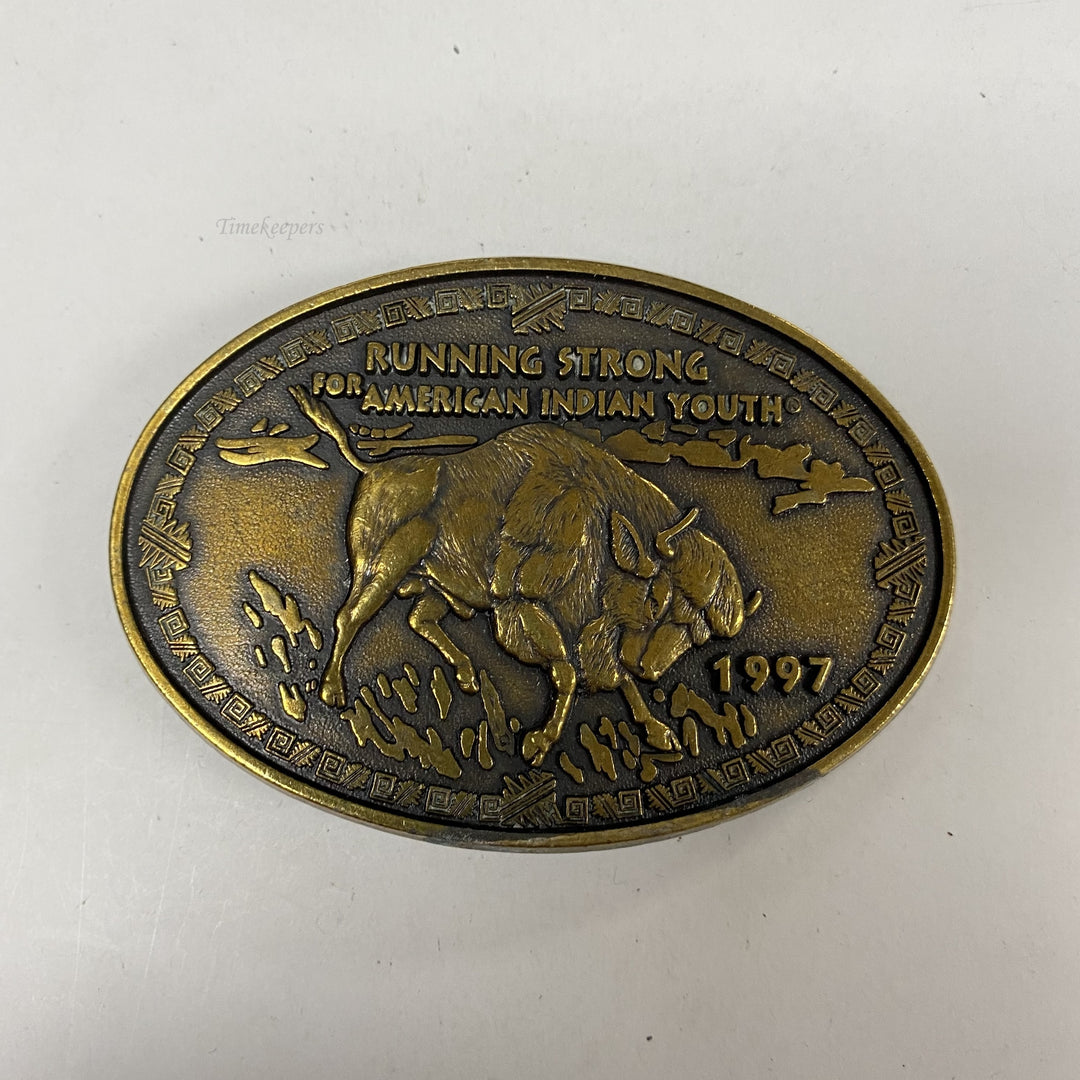 Timekeepers
RUNNING STRONG
FOR AMERICAN INDIAN YOUTH®
1997